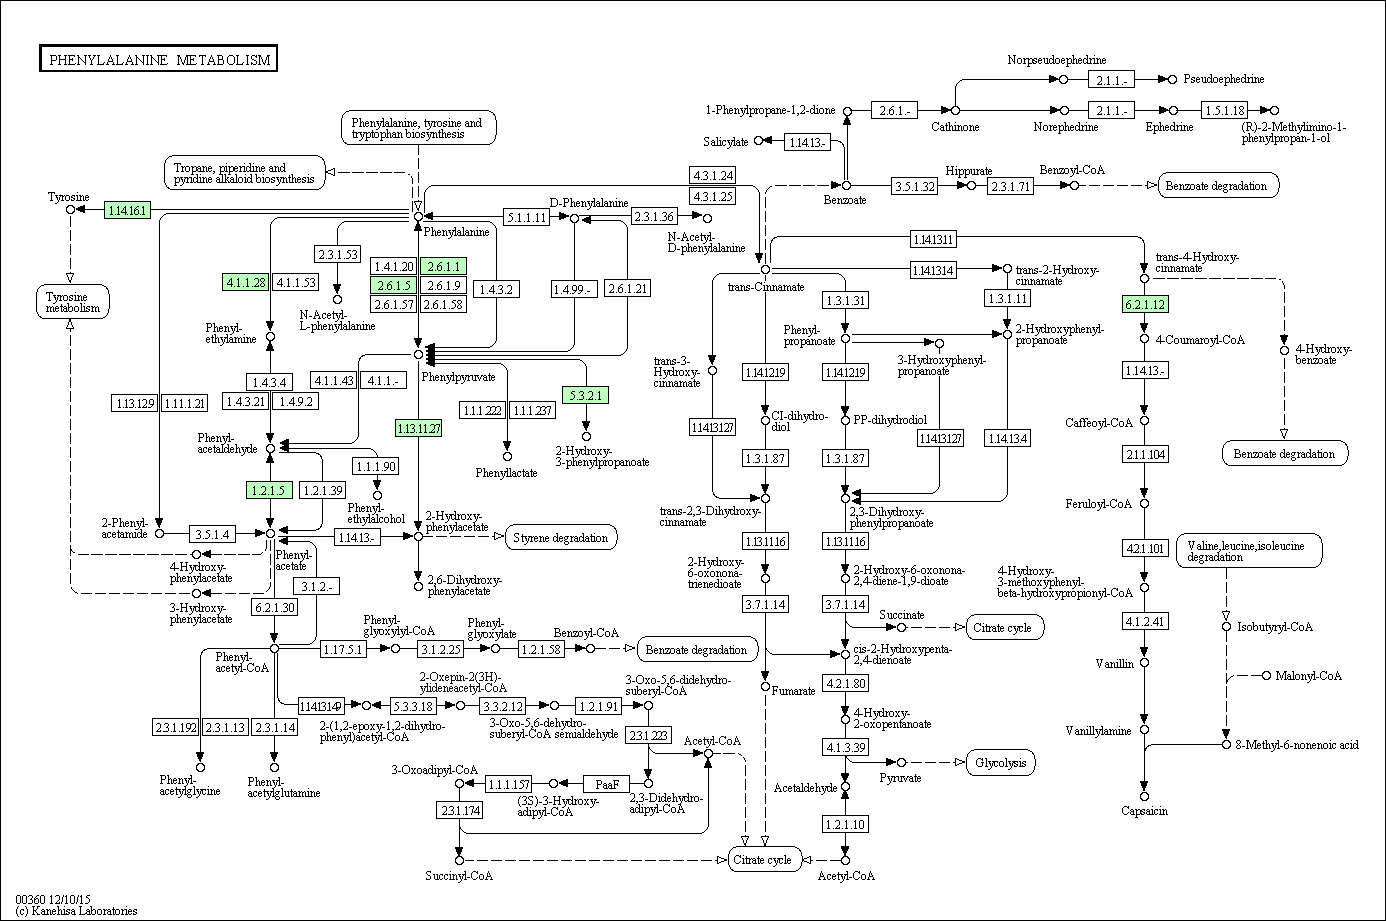 PHENYLALANINE METABOLISM
Norpseudoephedrine
2.1.1.-
Pseudoephedrine
1-Phenylpropane-1,2-dione
2.6.1.-
Cathinone
2.1.1.-
Norephedrine
Ephedrine
1.5.1.18
(R)-2-Methylimino-1-
phenylpropan-1-ol
Phenylalanine, tyrosine and
tryptophan biosynthesis
Salicylate
1.14.13.-
Tropane, piperidine and
pyridine alkaloid biosynthesis
4.3.1.24
4.3.1.25
Benzoate
3.5.1.32
Hippurate
2.3.1.71
Benzoyl-CoA
Benzoate degradation
Tyrosine
1.14.16.1
Phenylalanine
5.1.1.11
D-Phenylalanine
2.3.1.36
N-Acetyl-
D-phenylalanine
2.3.1.53
N-Acetyl-
L-phenylalanine
1.4.1.20
2.6.1.1
2.6.1.5
2.6.1.9
2.6.1.57
2.6.1.58
1.4.3.2
1.4.99.-
2.6.1.21
4.1.1.28
4.1.1.53
Tyrosine
metabolism
Phenyl-
ethylamine
trans-Cinnamate
1.14.13.11
1.14.13.14
trans-2-Hydroxy-
cinnamate
trans-4-Hydroxy-
cinnamate
1.3.1.31
1.3.1.11
6.2.1.12
Phenyl-
propanoate
2-Hydroxyphenyl-
propanoate
3-Hydroxyphenyl-
propanoate
4-Coumaroyl-CoA
4-Hydroxy-
benzoate
Phenylpyruvate
trans-3-
Hydroxy-
cinnamate
1.14.12.19
1.14.12.19
1.14.13.-
1.4.3.4
1.4.3.21
1.4.9.2
4.1.1.43
4.1.1.-
1.13.12.9
1.11.1.21
1.1.1.222
1.1.1.237
5.3.2.1
1.13.11.27
Phenyllactate
2-Hydroxy-
3-phenylpropanoate
CI-dihydro-
diol
PP-dihydrodiol
Caffeoyl-CoA
1.14.13.127
1.14.13.127
1.14.13.4
1.3.1.87
1.3.1.87
2.1.1.104
Benzoate degradation
Phenyl-
acetaldehyde
1.1.1.90
Phenyl-
ethylalcohol
1.2.1.5
1.2.1.39
trans-2,3-Dihydroxy-
cinnamate
2,3-Dihydroxy-
phenylpropanoate
Feruloyl-CoA
2-Phenyl-
acetamide
3.5.1.4
Phenyl-
acetate
1.14.13.-
2-Hydroxy-
phenylacetate
Styrene degradation
1.13.11.16
1.13.11.16
4.2.1.101
Valine,leucine,isoleucine
degradation
4-Hydroxy-
phenylacetate
3-Hydroxy-
phenylacetate
3.1.2.-
6.2.1.30
2,6-Dihydroxy-
phenylacetate
2-Hydroxy-
6-oxonona-
trienedioate
2-Hydroxy-6-oxonona-
2,4-diene-1,9-dioate
4-Hydroxy-
3-methoxyphenyl-
beta-hydroxypropionyl-CoA
3.7.1.14
3.7.1.14
Succinate
Citrate cycle
4.1.2.41
Isobutyryl-CoA
Phenyl-
acetyl-CoA
1.17.5.1
Phenyl-
glyoxylyl-CoA
3.1.2.25
Phenyl-
glyoxylate
1.2.1.58
Benzoyl-CoA
Benzoate degradation
cis-2-Hydroxypenta-
2,4-dienoate
Vanillin
Malonyl-CoA
Fumarate
4.2.1.80
1.14.13.149
2-(1,2-epoxy-1,2-dihydro-
phenyl)acetyl-CoA
5.3.3.18
2-Oxepin-2(3H)-
ylideneacetyl-CoA
3.3.2.12
3-Oxo-5,6-dehydro-
suberyl-CoA semialdehyde
1.2.1.91
3-Oxo-5,6-didehydro-
suberyl-CoA
4-Hydroxy-
2-oxopentanoate
Vanillylamine
8-Methyl-6-nonenoic acid
2.3.1.192
2.3.1.13
2.3.1.14
2.3.1.223
Acetyl-CoA
4.1.3.39
Pyruvate
Glycolysis
Phenyl-
acetylglycine
Phenyl-
acetylglutamine
3-Oxoadipyl-CoA
1.1.1.157
(3S)-3-Hydroxy-
adipyl-CoA
PaaF
2,3-Didehydro-
adipyl-CoA
Acetaldehyde
Capsaicin
2.3.1.174
1.2.1.10
Succinyl-CoA
Citrate cycle
Acetyl-CoA
00360 12/10/15
(c) Kanehisa Laboratories